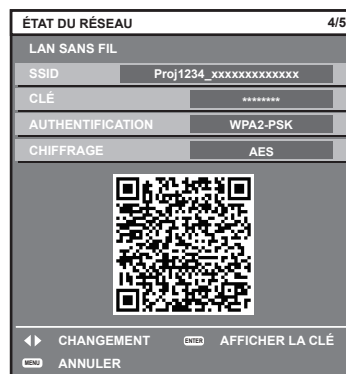 ÉTAT DU RÉSEAU 4/5
LAN SANS FIL
SSID Proj1234_xxxxxxxxxxxxx
CLÉ ********
AUTHENTIFICATION WPA2-PSK
CHIFFRAGE AES
CHANGEMENT ENTER AFFICHER LA CLÉ
MENU ANNULER